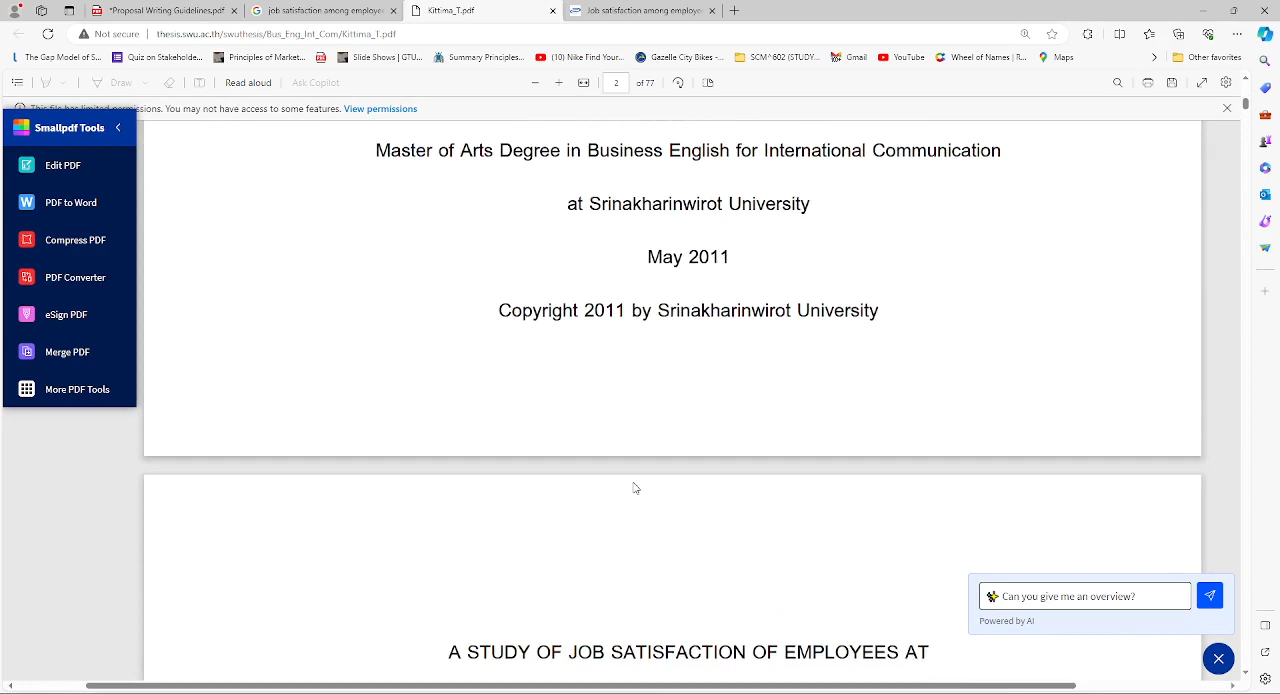 *Proposal Writing Guidelines.pdf
job satisfaction among employee
Kittima_T.pdf
Job satisfaction among employe
Not secure
thesis.swu.ac.th/swuthesis/Bus_Eng_Int_Com/Kittima_T.pdf
The Gap Model of S...
Quiz on Stakehold...
Principles of Market...
Slide Shows | GTU...
Summery Principles...
(10) Nike Find Your...
Gazelle City Bikes -...
SCM^602 (STUDY...
Gmail
YouTube
Wheel of Names | R...
Maps
Other favorites
Draw
Read aloud
Ask Copilot
2
of 77
This file has limited permissions. You may not have access to some features. View permissions
Smallpdf Tools
Edit PDF
PDF to Word
Compress PDF
PDF Converter
eSign PDF
Merge PDF
More PDF Tools
Master of Arts Degree in Business English for International Communication
at Srinakharinwirot University
May 2011
Copyright 2011 by Srinakharinwirot University
Can you give me an overview?
Powered by AI
A STUDY OF JOB SATISFACTION OF EMPLOYEES AT